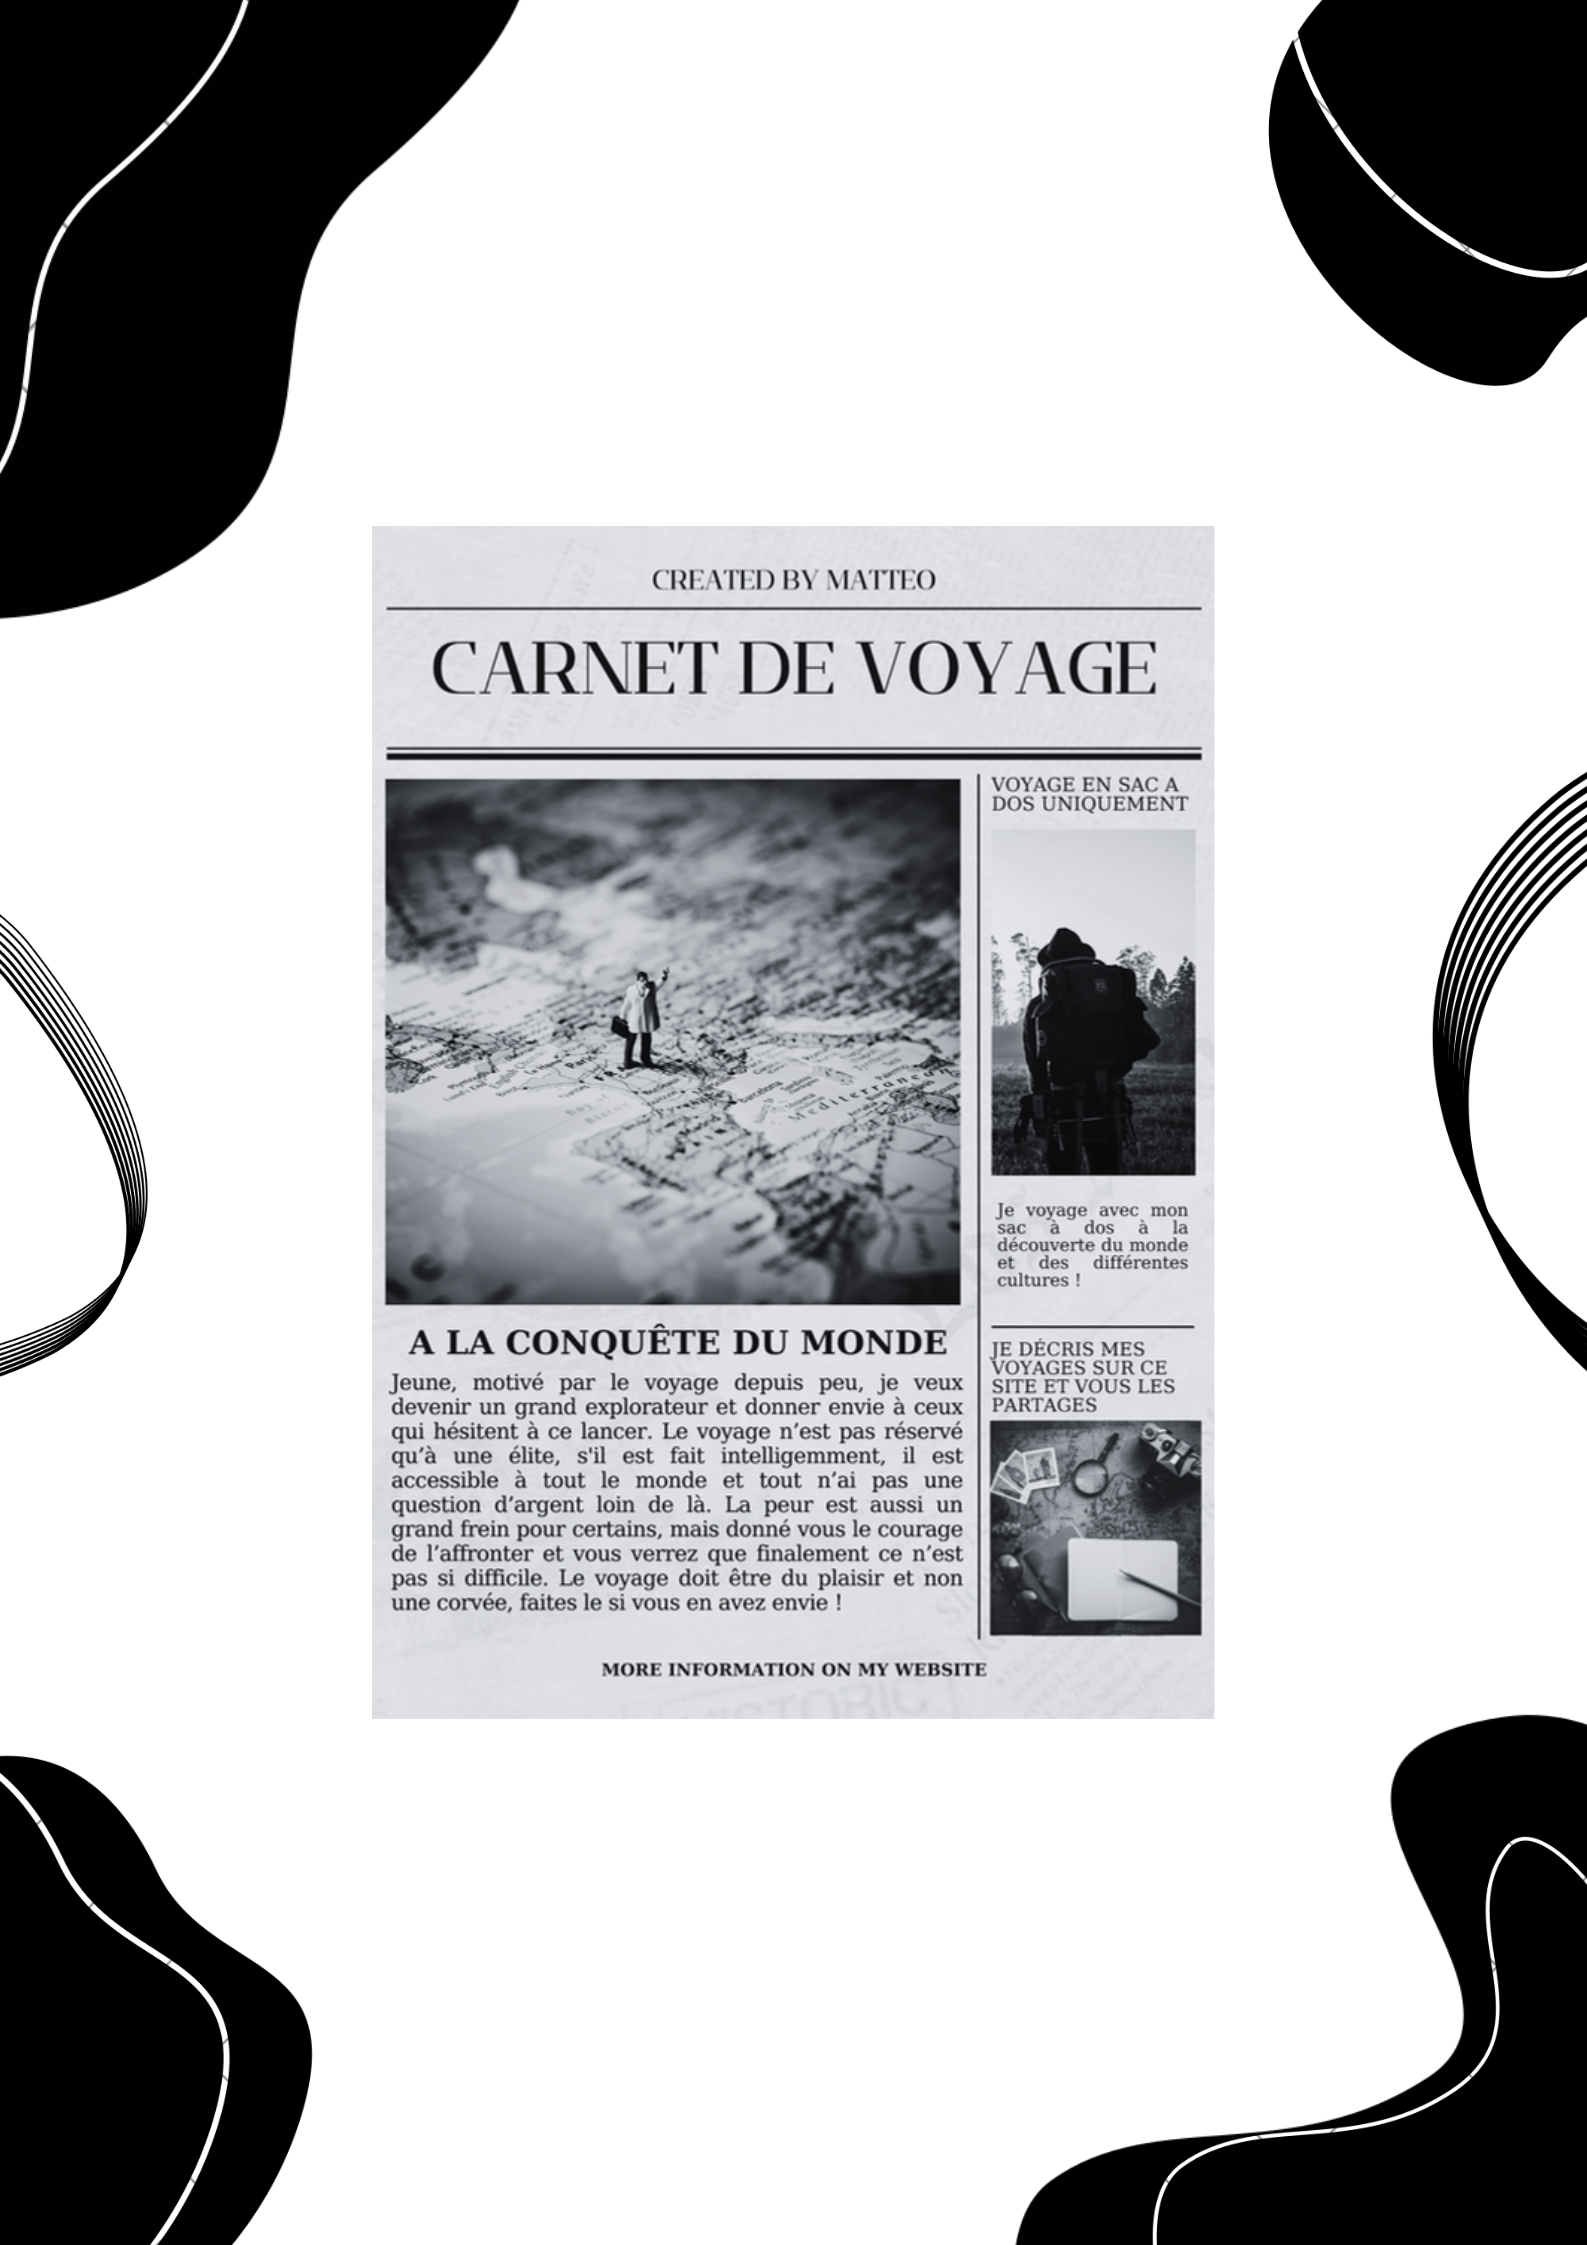 CREATED BY MATTEO
CARNET DE VOYAGE
Plymouth
Paris
Barcelona
Mediterranean
A LA CONQUÊTE DU MONDE
Jeune, motivé par le voyage depuis peu, je veux
devenir un grand explorateur et donner envie à ceux
qui hésitent à ce lancer. Le voyage n’est pas réservé
qu’à une élite, s'il est fait intelligemment, il est
accessible à tout le monde et tout n’ai pas une
question d’argent loin de là. La peur est aussi un
grand frein pour certains, mais donné vous le courage
de l’affronter et vous verrez que finalement ce n’est
pas si difficile. Le voyage doit être du plaisir et non
une corvée, faites le si vous en avez envie !
VOYAGE EN SAC A
DOS UNIQUEMENT
Je voyage avec mon
sac à dos à la
découverte du monde
et des différentes
cultures !
JE DÉCRIS MES
VOYAGES SUR CE
SITE ET VOUS LES
PARTAGES
MORE INFORMATION ON MY WEBSITE